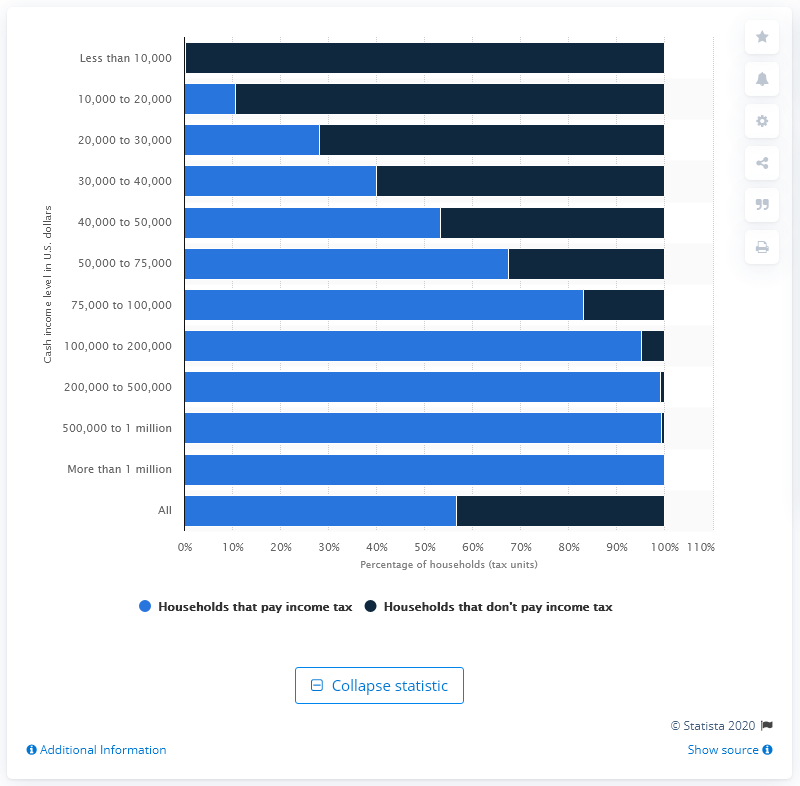 Less than 10,000
10,000 to 20,000
20,000 to 30,000
30,000 to 40,000
40,000 to 50,000
50,000 to 75,000
75,000 to 100,000
100,000 to 200,000
200,000 to 500,000
500,000 to 1 million
More than 1 million
All
Cash income level in U.S. dollars
0% 10% 20% 30% 40% 50% 60% 70% 80% 90% 100% 110%
Percentage of households (tax units)
Households that pay income tax Households that don't pay income tax
Collapse statistic
© Statista 2020
Additional Information Show source